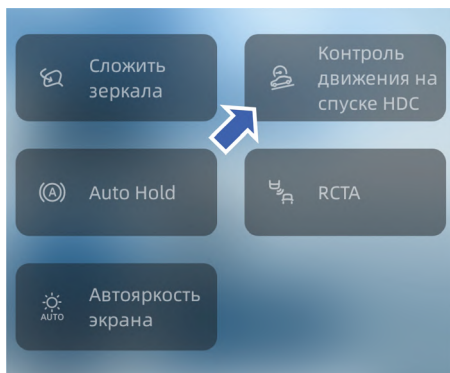 Сложить
зеркала
Контроль
движения на
спуске HDC
(A)
Auto Hold
RCTA
AUTO
Автояркость
экрана